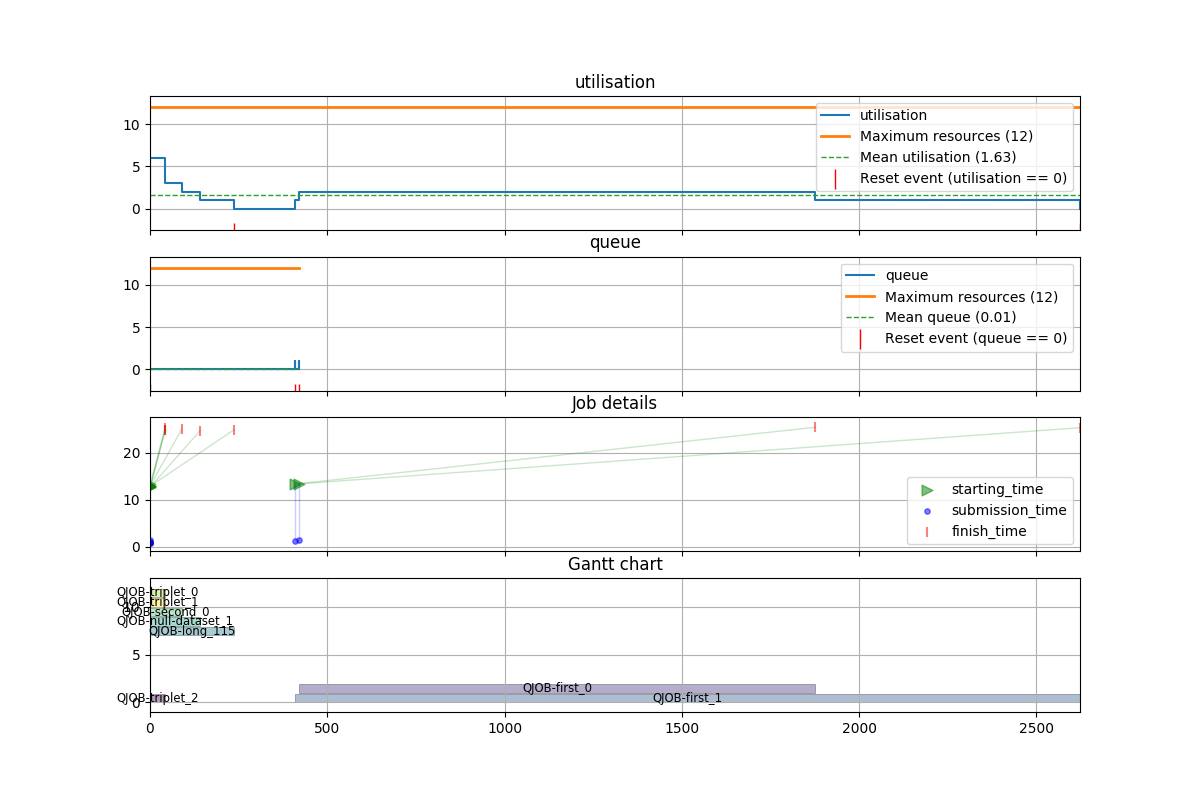 utilisation
10
5
0
utilisation
Maximum resources (12)
Mean utilisation (1.63)
Reset event (utilisation == 0)
queue
10
5
0
queue
Maximum resources (12)
Mean queue (0.01)
Reset event (queue == 0)
Job details
20
10
0
starting_time
submission_time
finish_time
Gantt chart
10
5
0
QJOB-triplet_0
QJOB-triplet_1
QJOB-second_0
QJOB-null-dataset_1
QJOB-long_115
QJOB-first_0
QJOB-triplet_2
QJOB-first_1
0 500 1000 1500 2000 2500